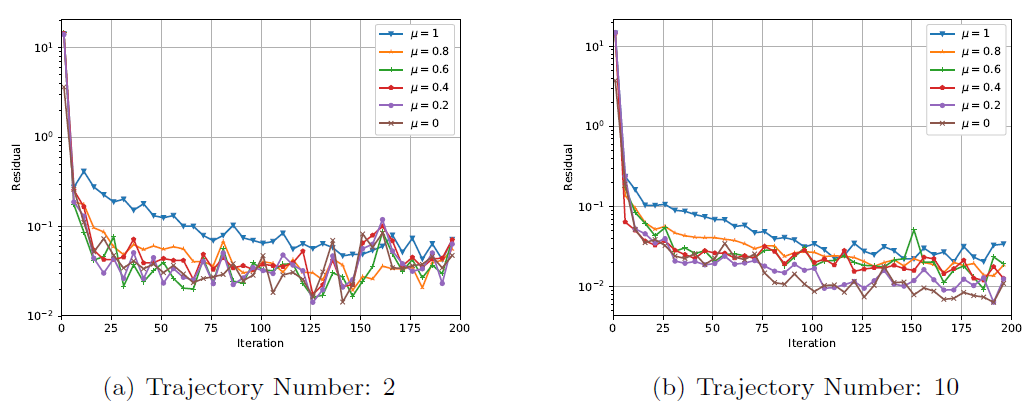 10¹
10⁰
10⁻¹
10⁻²
Residual
0 25 50 75 100 125 150 175 200
Iteration
μ = 1
μ = 0.8
μ = 0.6
μ = 0.4
μ = 0.2
μ = 0
(a) Trajectory Number: 2
10¹
10⁰
10⁻¹
10⁻²
Residual
0 25 50 75 100 125 150 175 200
Iteration
μ = 1
μ = 0.8
μ = 0.6
μ = 0.4
μ = 0.2
μ = 0
(b) Trajectory Number: 10